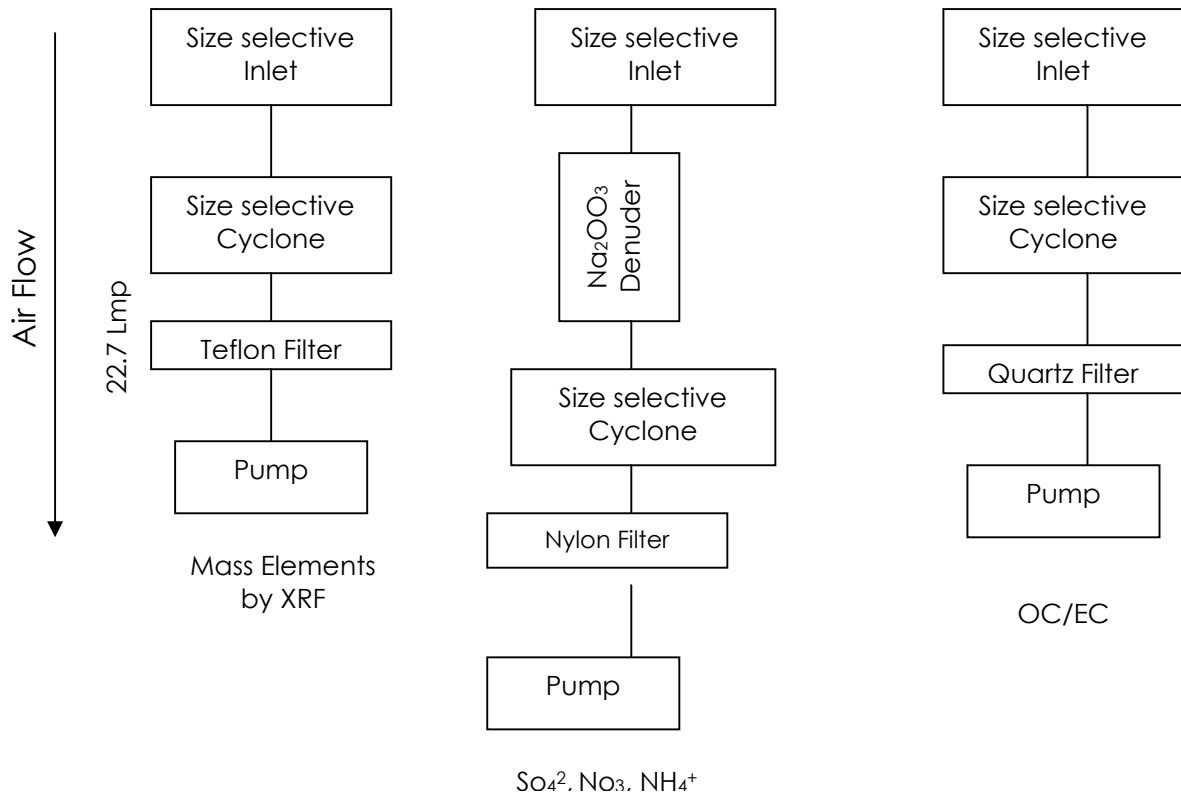 Air Flow
22.7 Lmp
Size selective
Inlet
Size selective
Cyclone
Teflon Filter
Pump
Mass Elements
by XRF
Size selective
Inlet
Na₂OO₃
Denuder
Size selective
Cyclone
Nylon Filter
Pump
So₄², No₃, NH₄⁺
Size selective
Inlet
Size selective
Cyclone
Quartz Filter
Pump
OC/EC